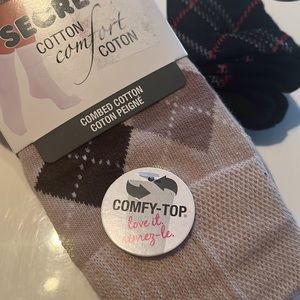 SECRE
COTTON
comfort
COTON
COMBED COTTON
COTON PEIGNÉ
COMFY-TOP
love it.
aimez-le.